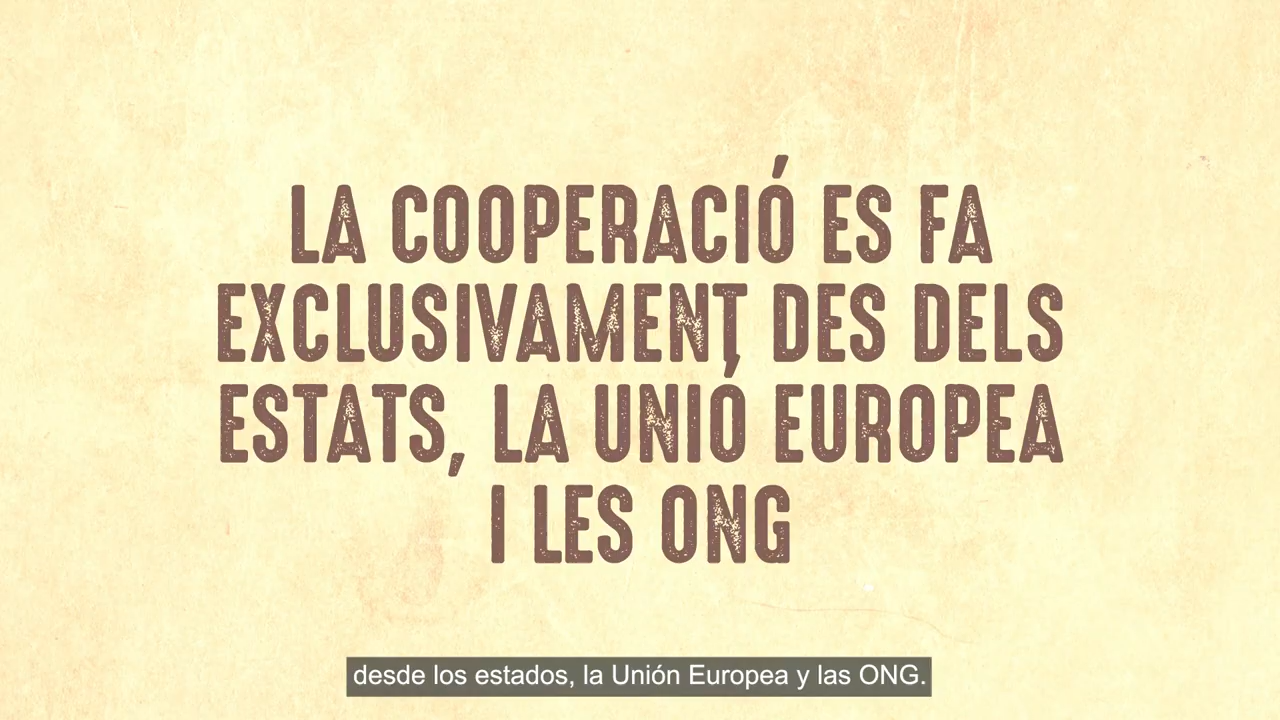 LA COOPERACIÓ ES FA
EXCLUSIVAMENT DES DELS
ESTATS, LA UNIÓ EUROPEA
I LES ONG
desde los estados, la Unión Europea y las ONG.